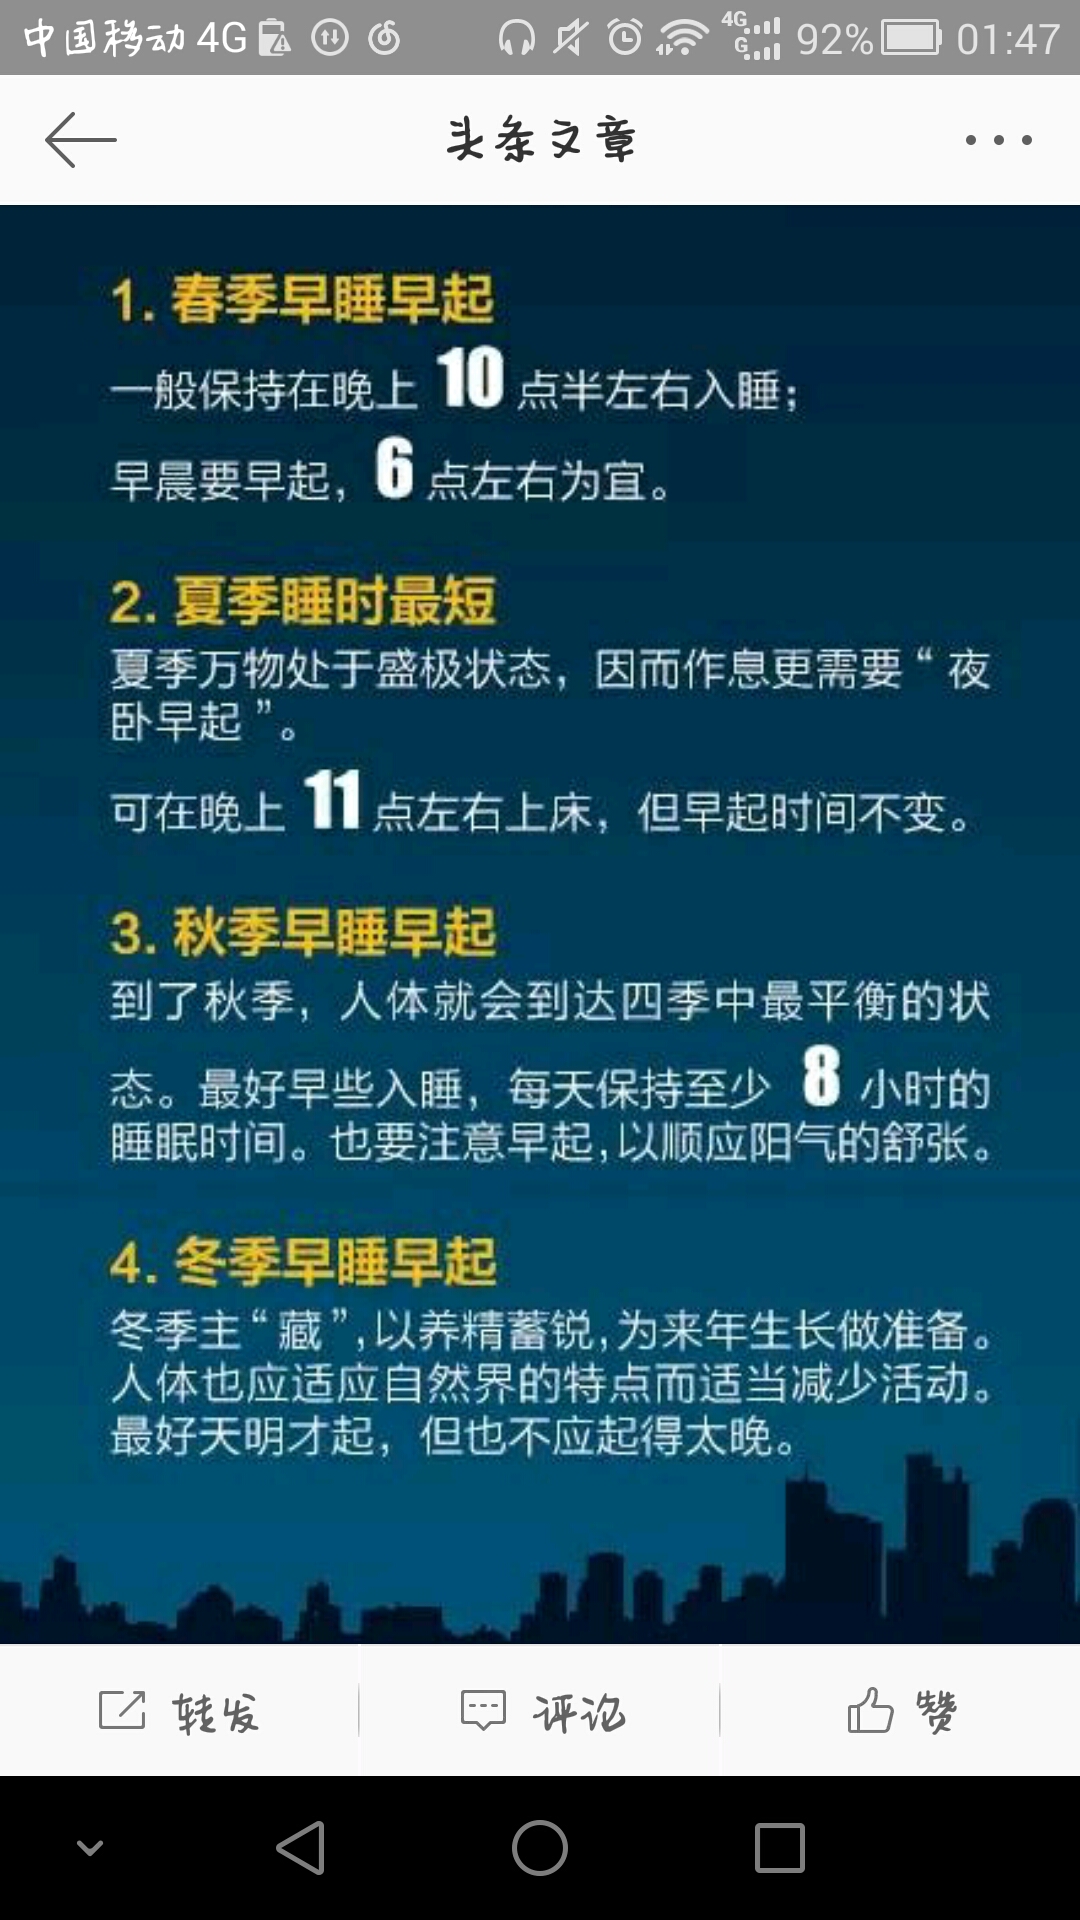 中国移动 4G 4G G 92% 01:47
头条文章
1. 春季早睡早起
一般保持在晚上 10 点半左右入睡；
早晨要早起，6 点左右为宜。
2. 夏季睡时最短
夏季万物处于盛极状态，因而作息更需要“夜
卧早起”。
可在晚上 11 点左右上床，但早起时间不变。
3. 秋季早睡早起
到了秋季，人体就会到达四季中最平衡的状
态。最好早些入睡，每天保持至少 8 小时的
睡眠时间。也要注意早起,以顺应阳气的舒张。
4. 冬季早睡早起
冬季主“藏”,以养精蓄锐,为来年生长做准备。
人体也应适应自然界的特点而适当减少活动。
最好天明才起，但也不应起得太晚。
转发 评论 赞